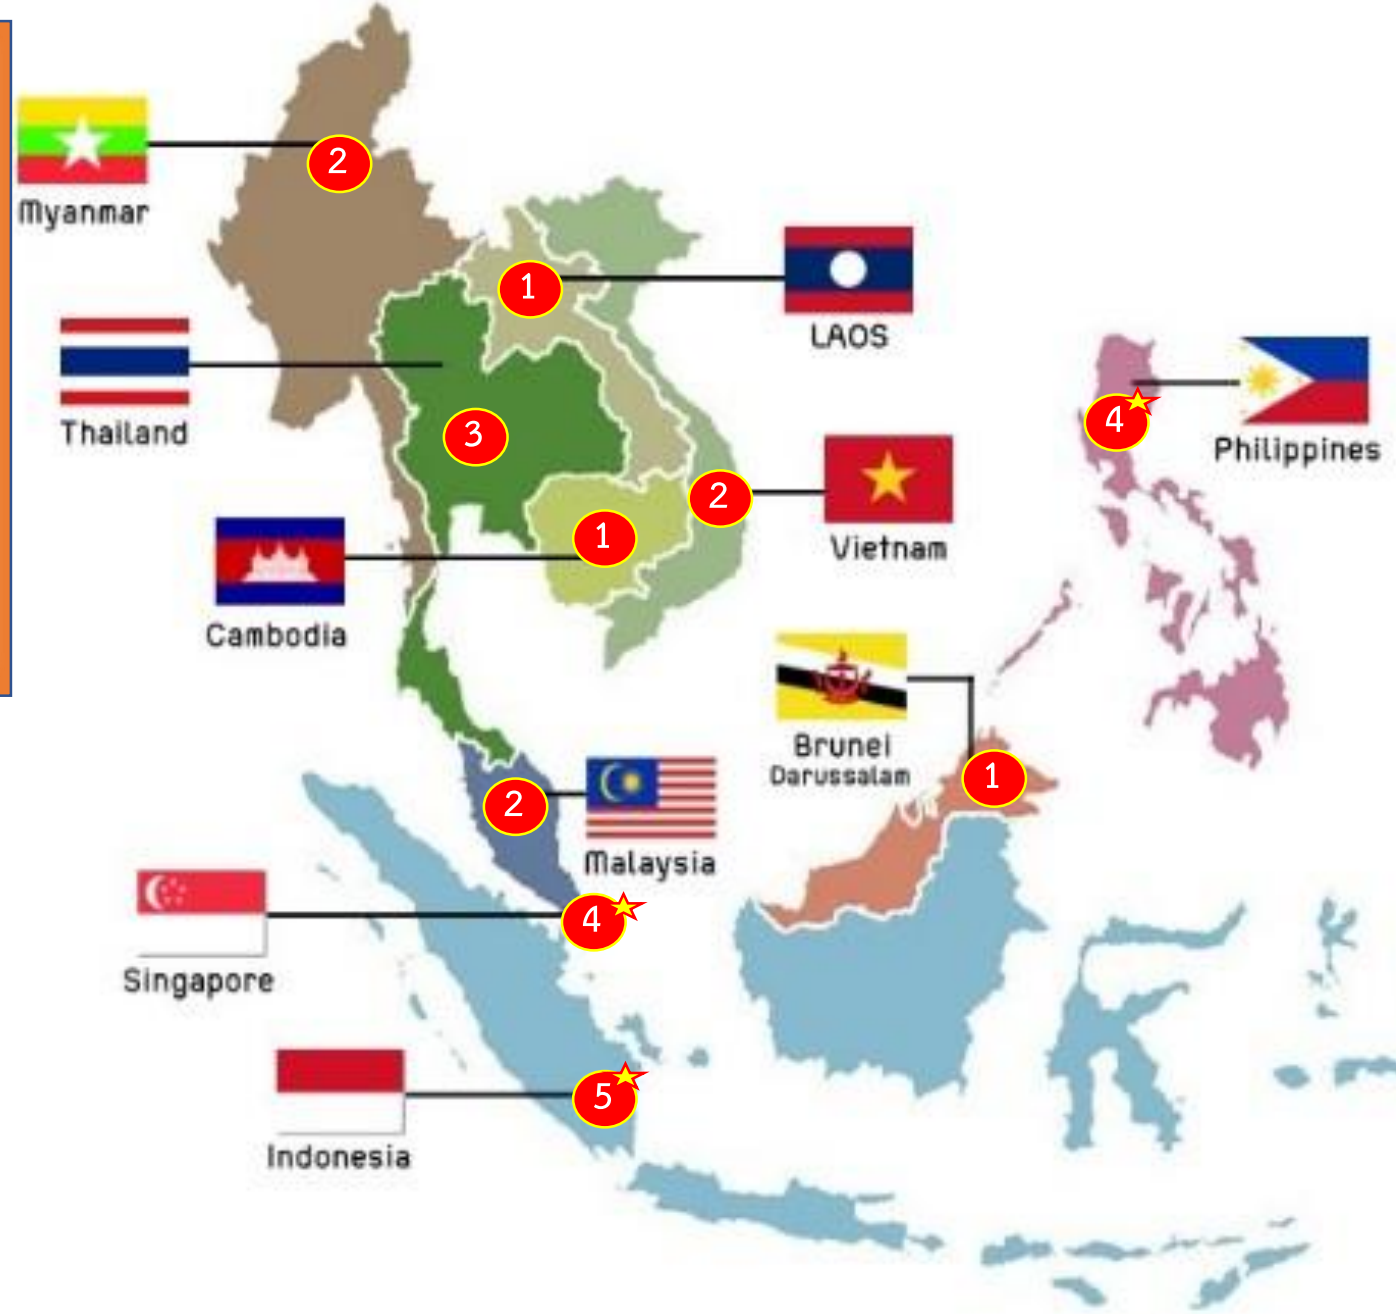 2
Myanmar
1
LAOS
Thailand
3
4
Philippines
2
Vietnam
1
Cambodia
Brunei
Darussalam
1
2
Malaysia
4
Singapore
5
Indonesia